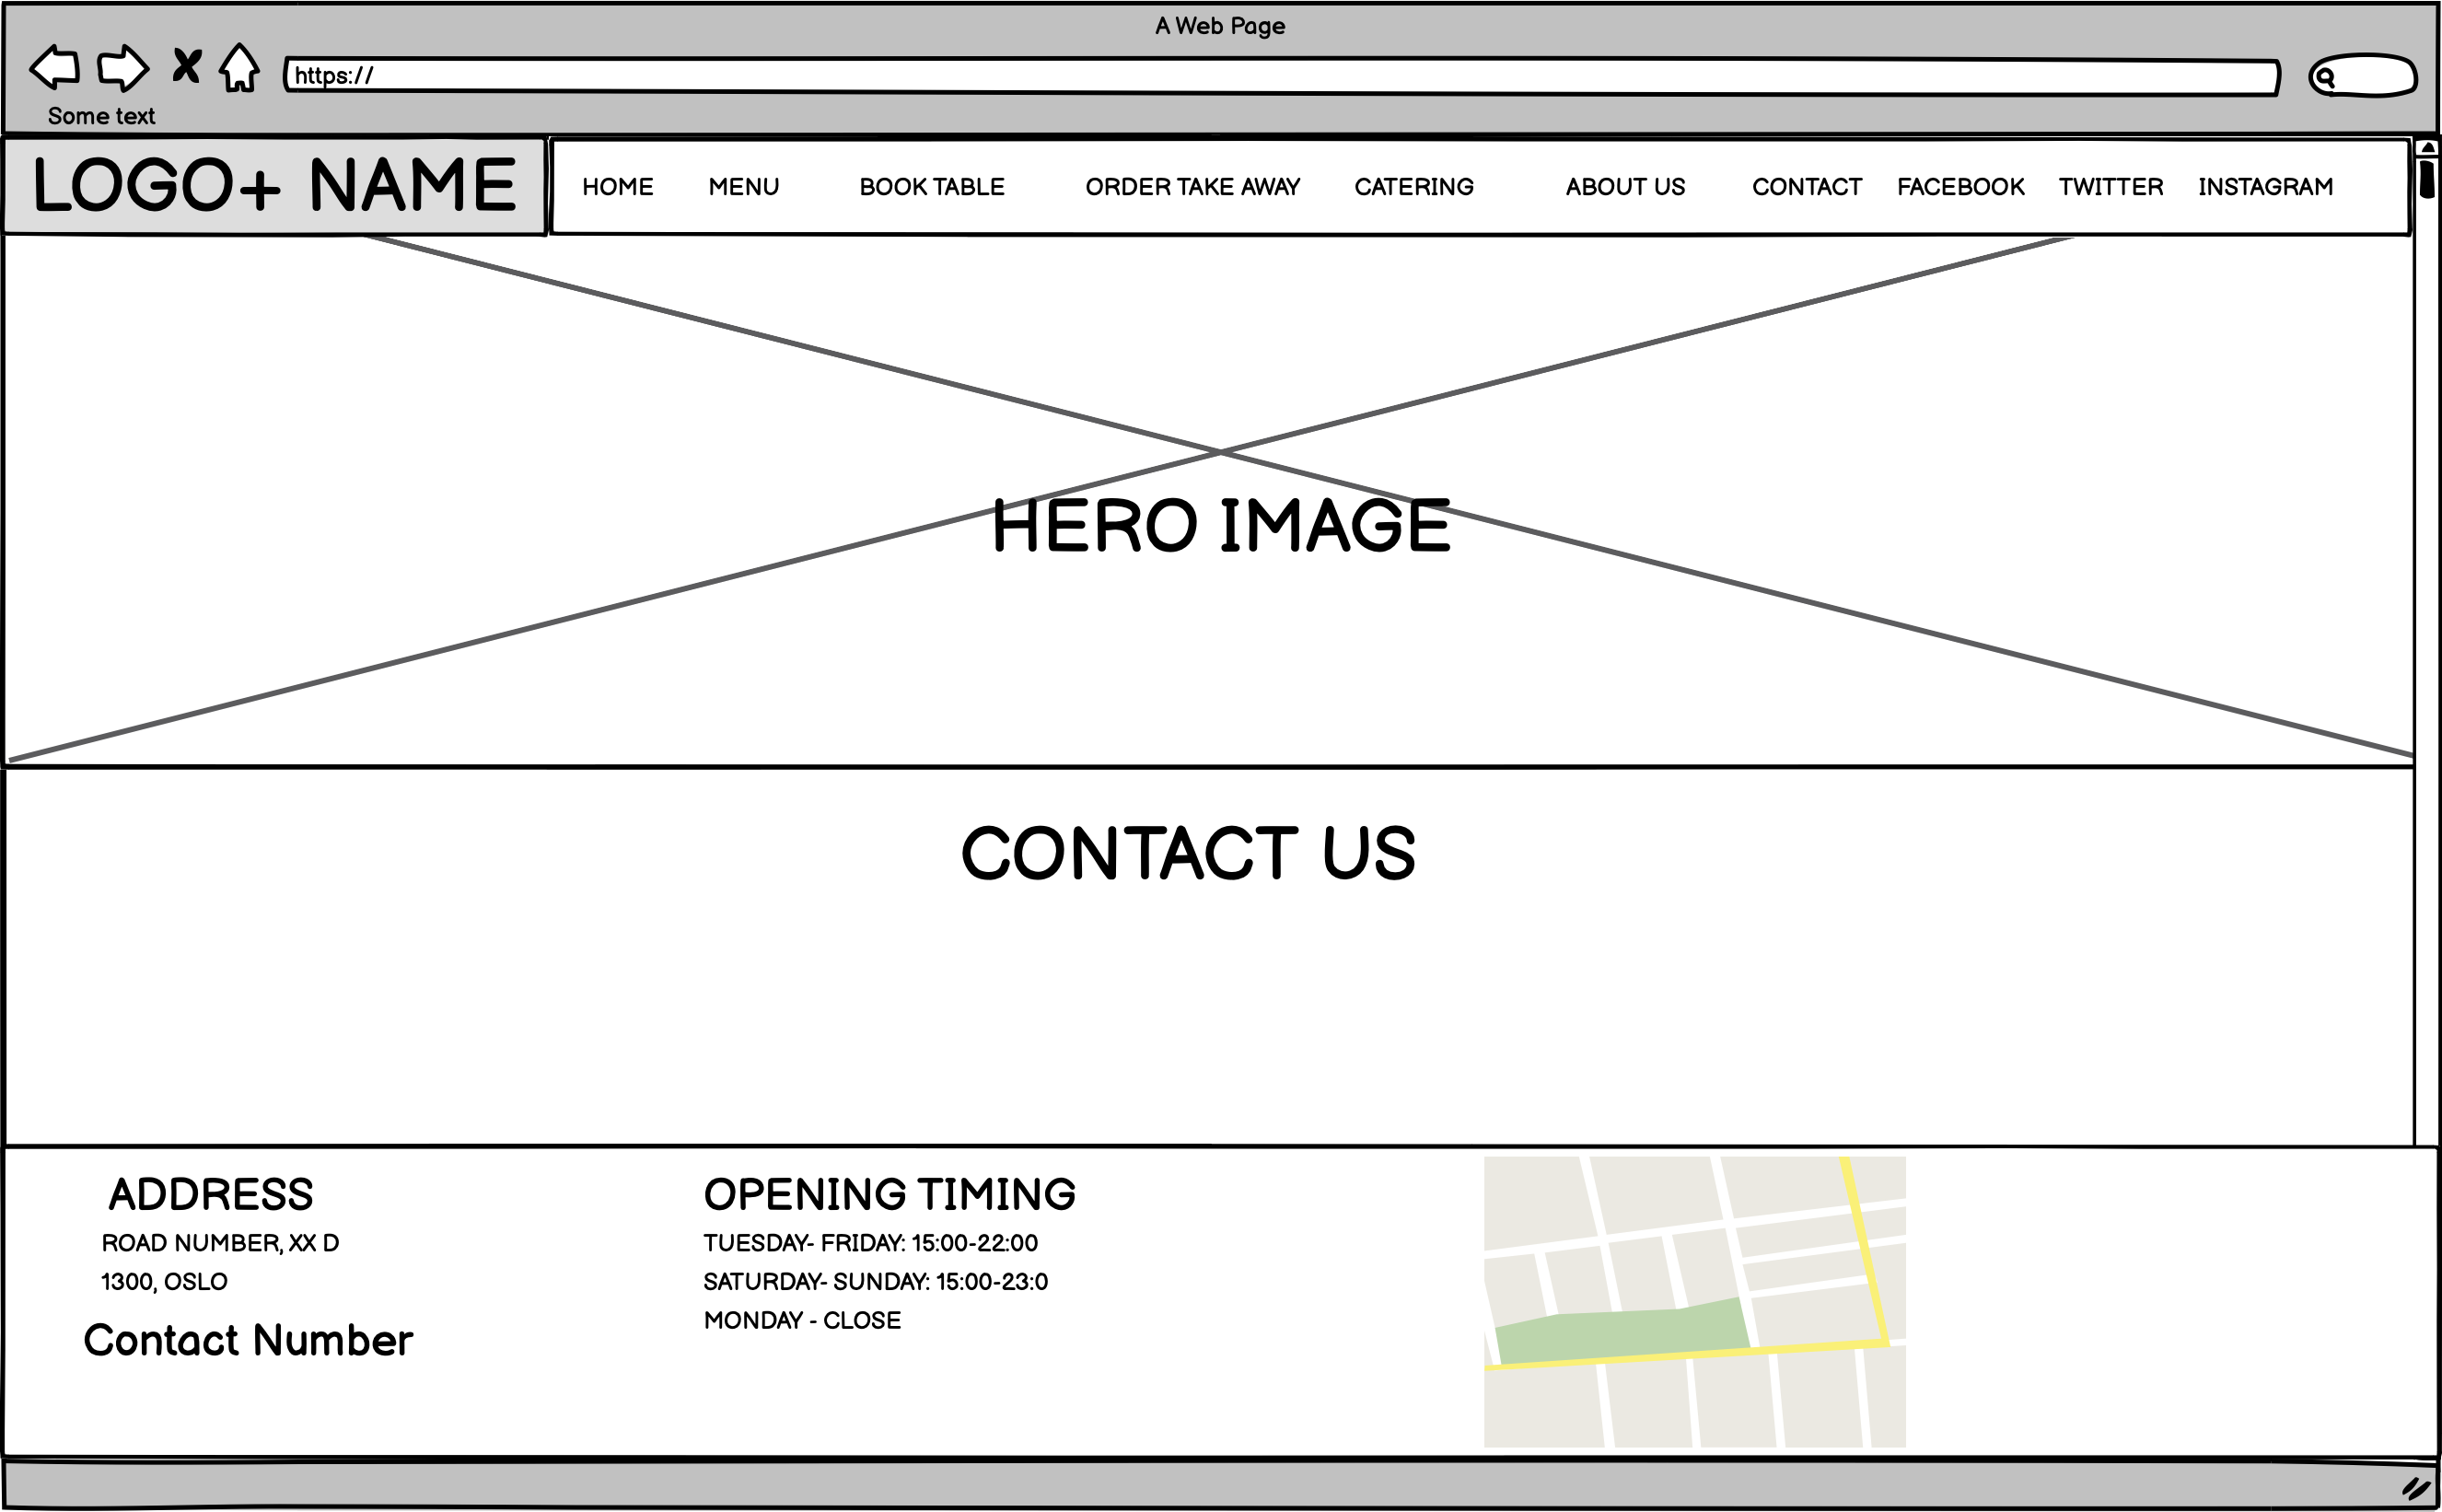 A Web Page
https://
Some text
LOGO+ NAME
HOME MENU BOOK TABLE ORDER TAKE AWAY CATERING ABOUT US CONTACT FACEBOOK TWITTER INSTAGRAM
HERO IMAGE
CONTACT US
ADDRESS
ROAD NUMBER, XX D
1300, OSLO
Contact Number
OPENING TIMING
TUESDAY- FRIDAY: 15:00-22:00
SATURDAY- SUNDAY: 15:00-23:0
MONDAY - CLOSE